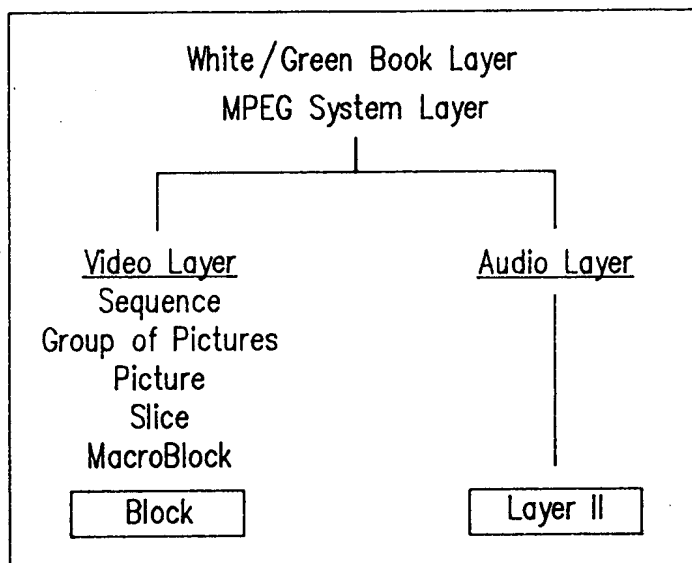 White/Green Book Layer
MPEG System Layer
Video Layer
Sequence
Group of Pictures
Picture
Slice
MacroBlock
Block
Audio Layer
Layer II